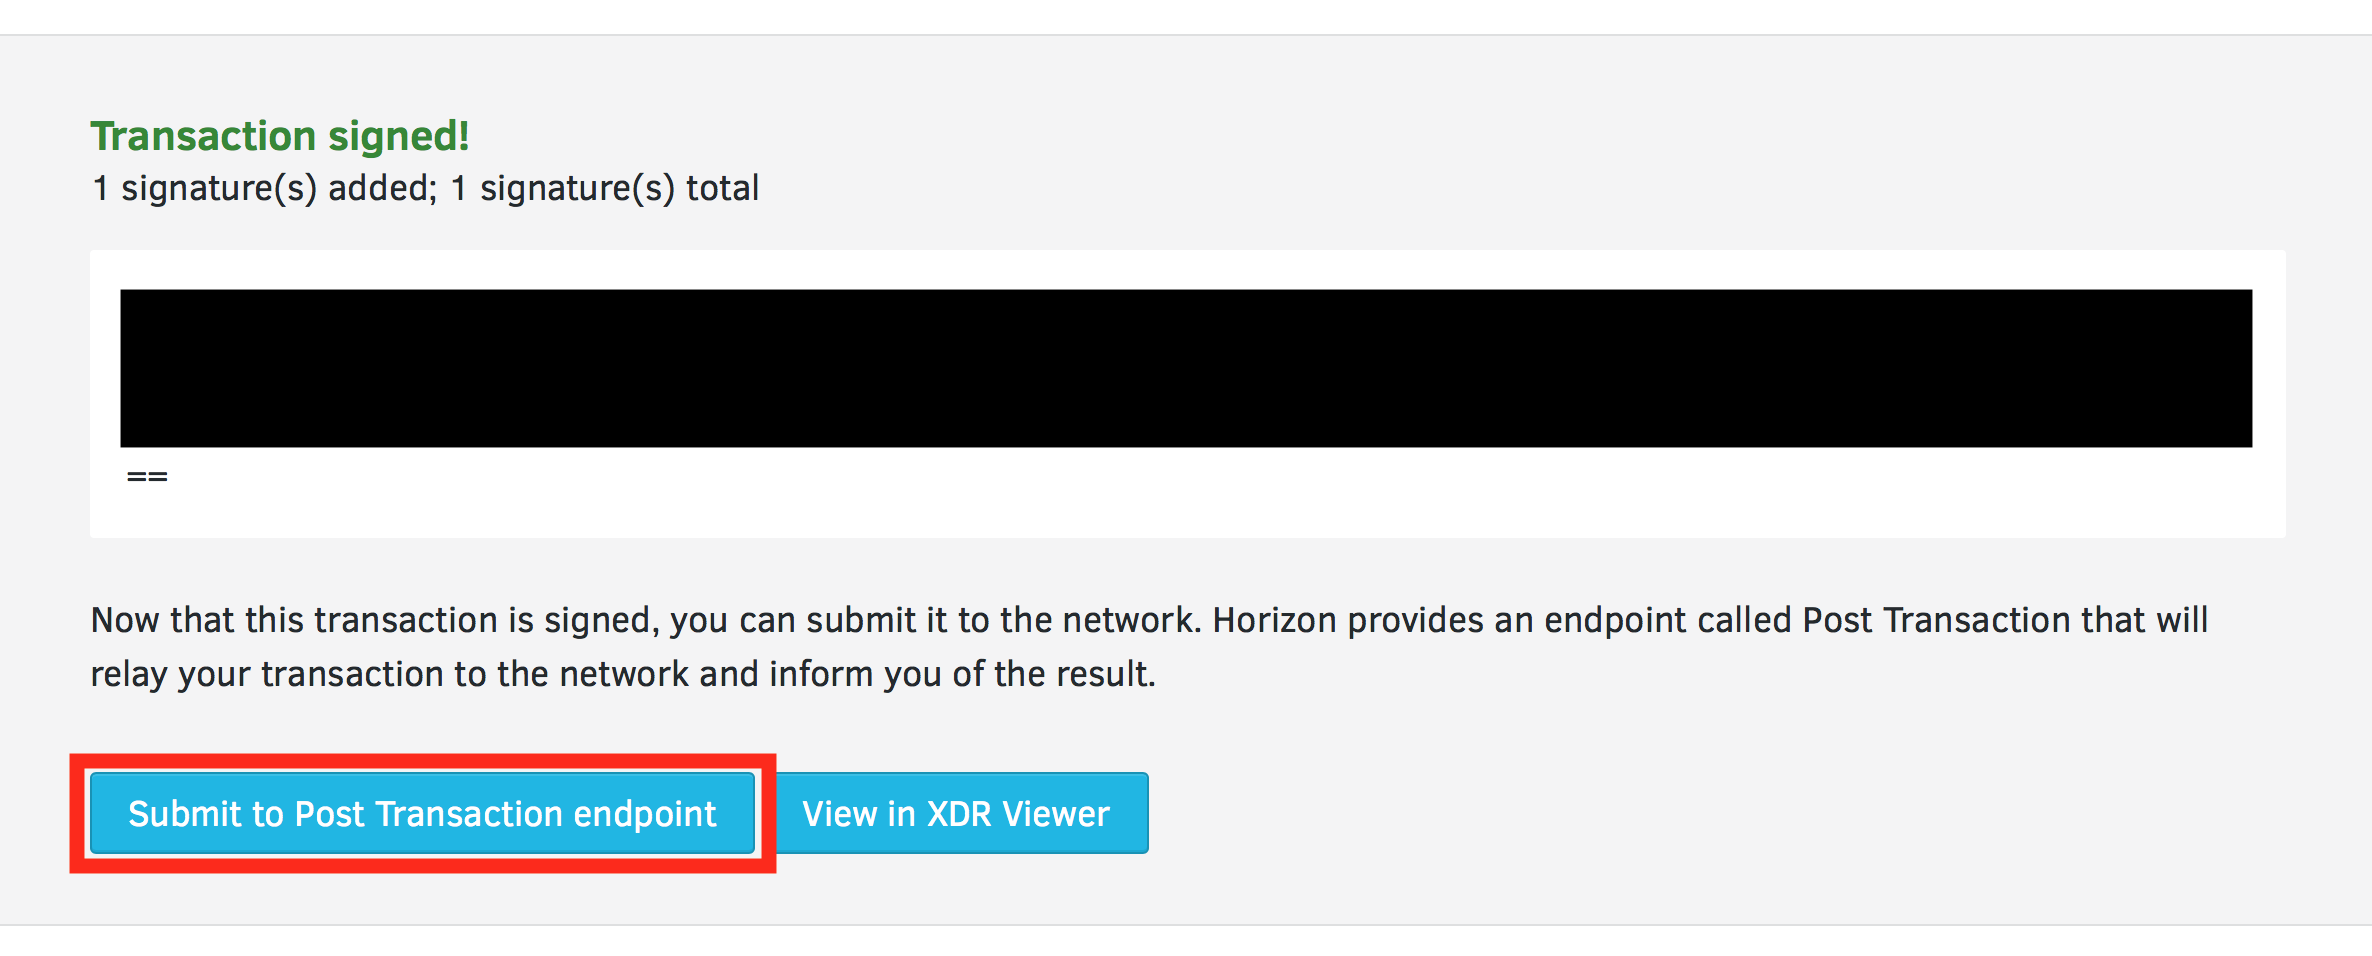 Transaction signed!
1 signature(s) added; 1 signature(s) total
==
Now that this transaction is signed, you can submit it to the network. Horizon provides an endpoint called Post Transaction that will
relay your transaction to the network and inform you of the result.
Submit to Post Transaction endpoint
View in XDR Viewer